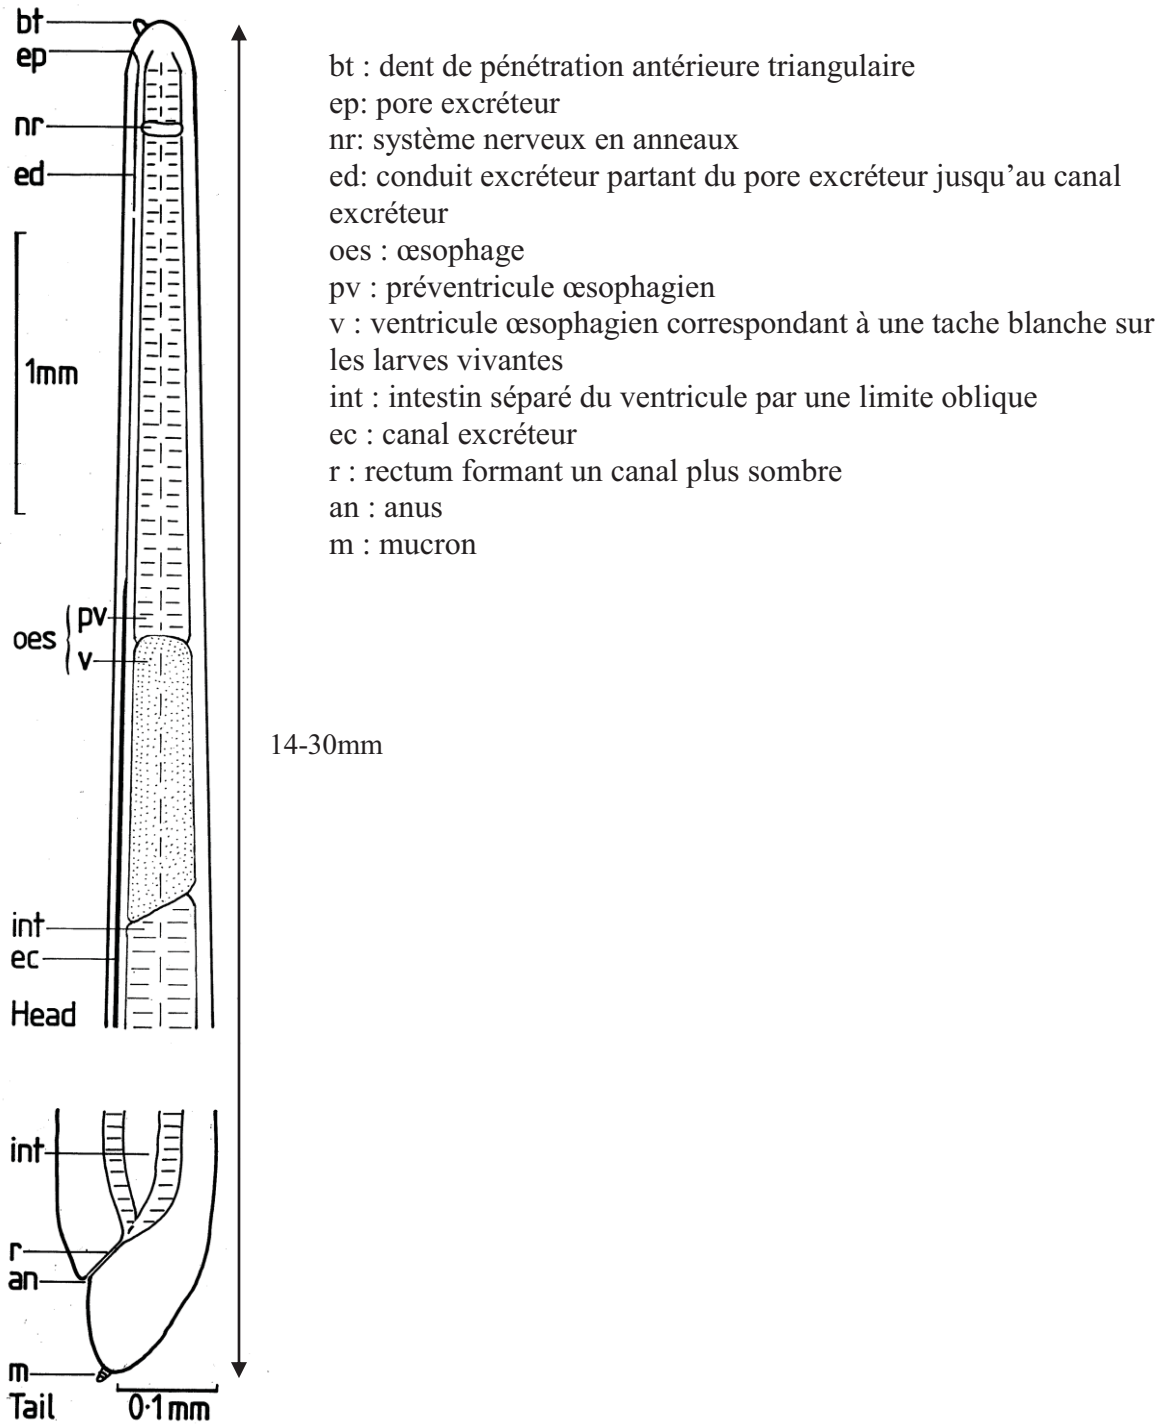 bt
ep
nr
ed
1mm
oes
pv
v
int
ec
Head
int
r
an
m
Tail
0·1mm
bt : dent de pénétration antérieure triangulaire
ep: pore excréteur
nr: système nerveux en anneaux
ed: conduit excréteur partant du pore excréteur jusqu’au canal
excréteur
oes : œsophage
pv : préventricule œsophagien
v : ventricule œsophagien correspondant à une tache blanche sur
les larves vivantes
int : intestin séparé du ventricule par une limite oblique
ec : canal excréteur
r : rectum formant un canal plus sombre
an : anus
m : mucron
14-30mm